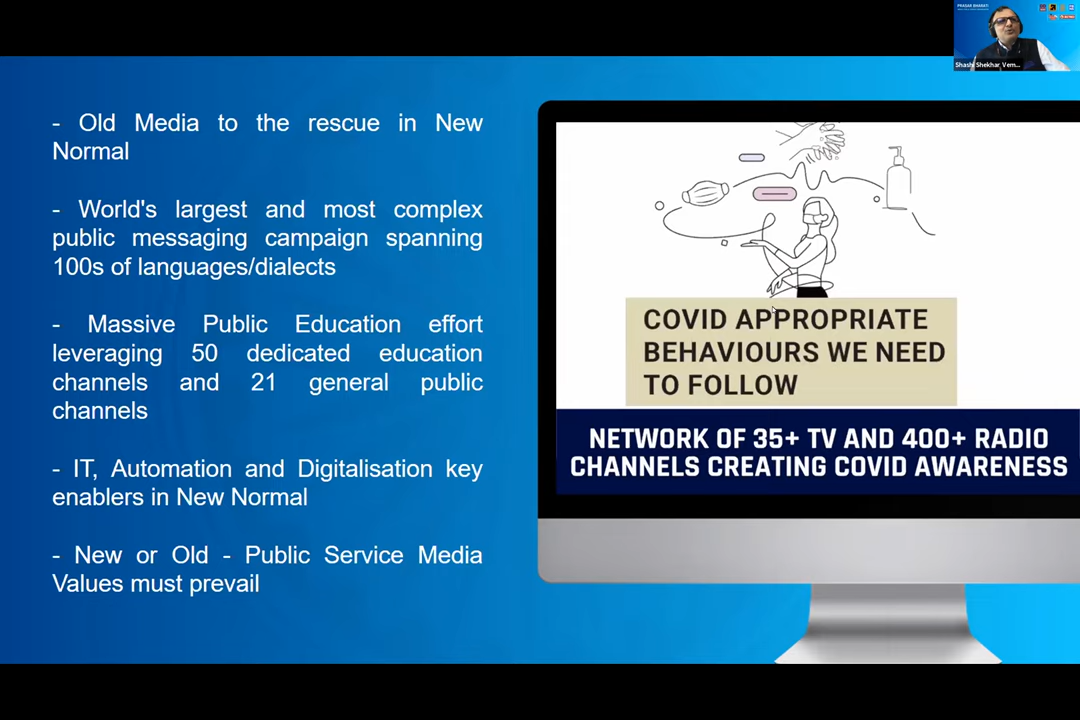 PRASAR BHARATI
Shashi Shekhar Vem...
- Old Media to the rescue in New
Normal
- World's largest and most complex
public messaging campaign spanning
100s of languages/dialects
- Massive Public Education effort
leveraging 50 dedicated education
channels and 21 general public
channels
- IT, Automation and Digitalisation key
enablers in New Normal
- New or Old - Public Service Media
Values must prevail
COVID APPROPRIATE
BEHAVIOURS WE NEED
TO FOLLOW
NETWORK OF 35+ TV AND 400+ RADIO
CHANNELS CREATING COVID AWARENESS